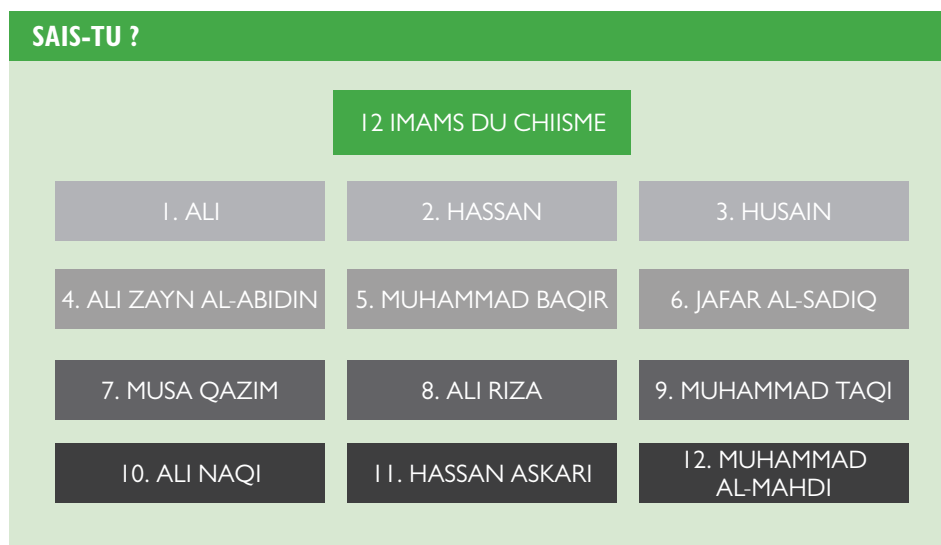 SAIS-TU ?
12 IMAMS DU CHIISME
1. ALI
2. HASSAN
3. HUSAIN
4. ALI ZAYN AL-ABIDIN
5. MUHAMMAD BAQIR
6. JAFAR AL-SADIQ
7. MUSA QAZIM
8. ALI RIZA
9. MUHAMMAD TAQI
10. ALI NAQI
11. HASSAN ASKARI
12. MUHAMMAD
AL-MAHDI